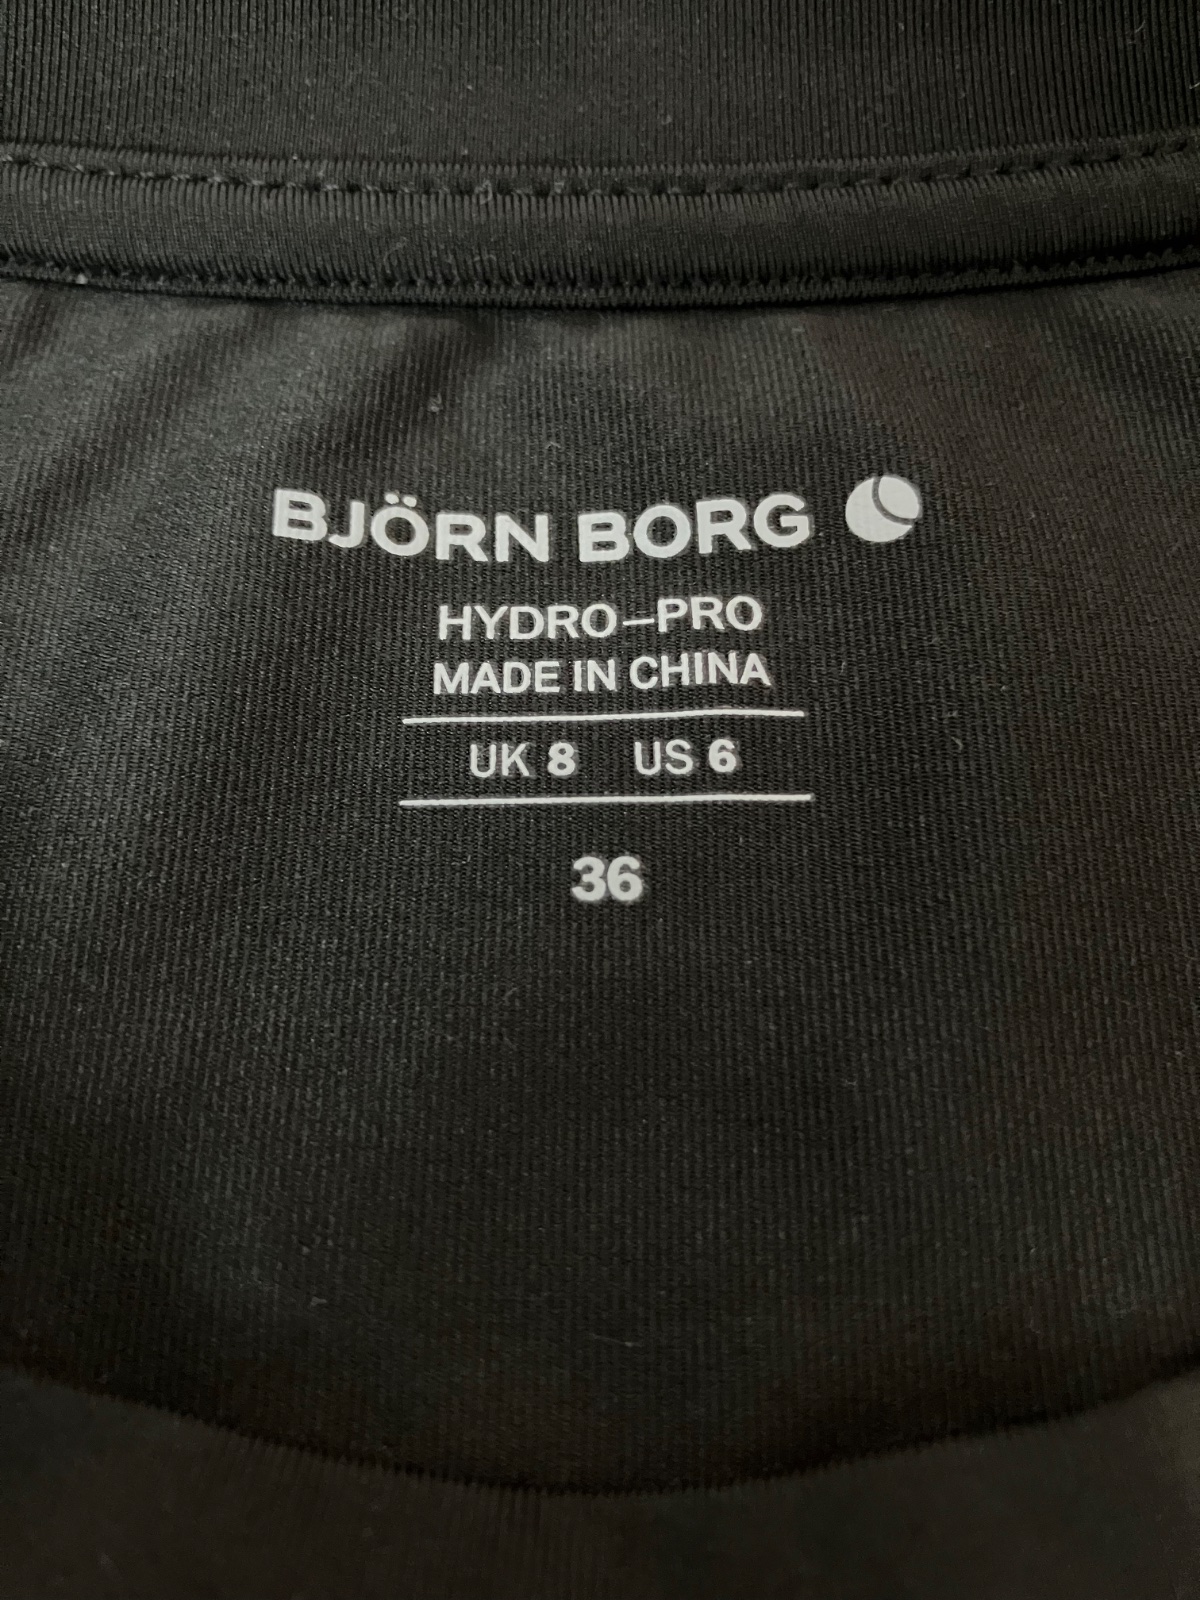 BJÖRN BORG
HYDRO–PRO
MADE IN CHINA
UK 8 US 6
36